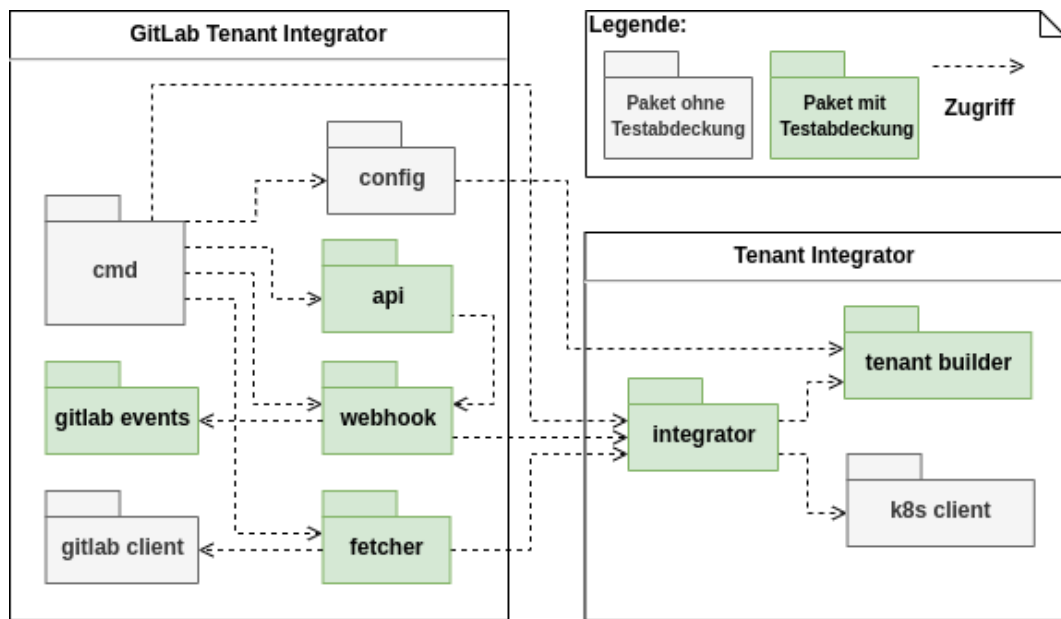 GitLab Tenant Integrator
config
cmd
api
gitlab events
webhook
gitlab client
fetcher
Legende:
Paket ohne
Testabdeckung
Paket mit
Testabdeckung
Zugriff
Tenant Integrator
tenant builder
integrator
k8s client